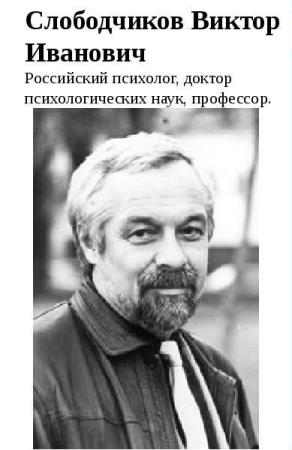 Слободчиков Виктор
Иванович
Российский психолог, доктор
психологических наук, профессор.